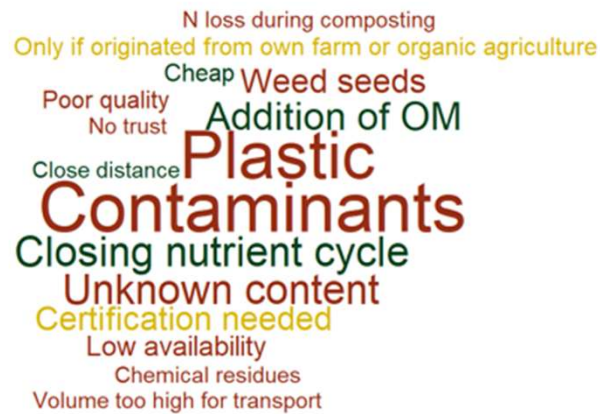 N loss during composting
Only if originated from own farm or organic agriculture
Cheap Weed seeds
Poor quality
No trust Addition of OM
Close distance Plastic
Contaminants
Closing nutrient cycle
Unknown content
Certification needed
Low availability
Chemical residues
Volume too high for transport